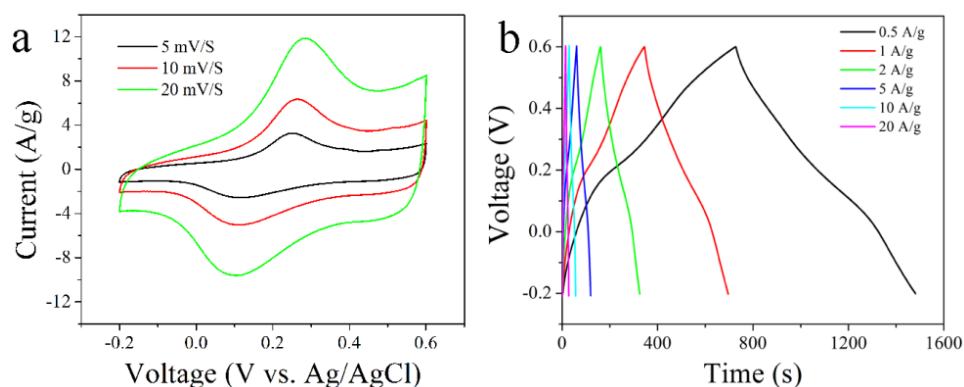 a
5 mV/S
10 mV/S
20 mV/S
12
8
4
0
-4
-8
-12
Current (A/g)
-0.2 0.0 0.2 0.4 0.6
Voltage (V vs. Ag/AgCl)
b
0.5 A/g
1 A/g
2 A/g
5 A/g
10 A/g
20 A/g
0.6
0.4
0.2
0.0
-0.2
Voltage (V)
0 400 800 1200 1600
Time (s)